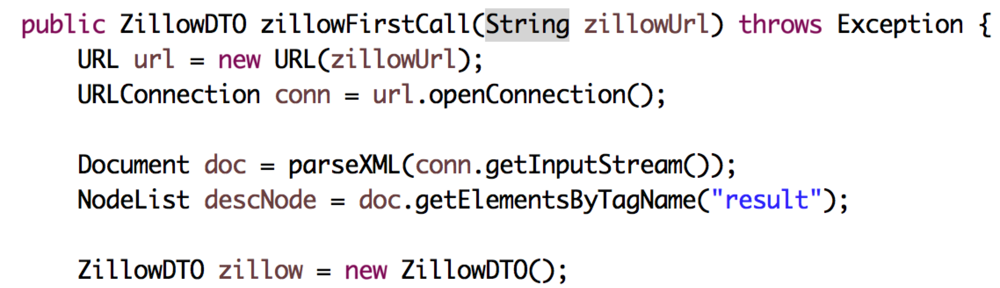 public ZillowDTO zillowFirstCall(String zillowUrl) throws Exception {
URL url = new URL(zillowUrl);
URLConnection conn = url.openConnection();
Document doc = parseXML(conn.getInputStream());
NodeList descNode = doc.getElementsByTagName("result");
ZillowDTO zillow = new ZillowDTO();